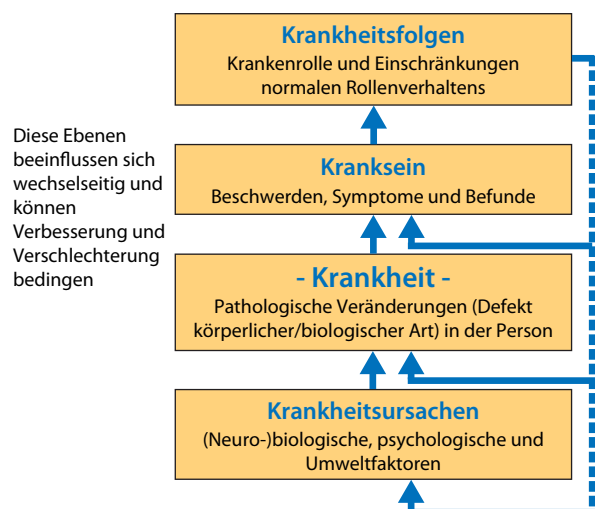 Krankheitsfolgen
Krankenrolle und Einschränkungen
normalen Rollenverhaltens
Diese Ebenen
beeinflussen sich
wechselseitig und
können
Verbesserung und
Verschlechterung
bedingen
Kranksein
Beschwerden, Symptome und Befunde
- Krankheit -
Pathologische Veränderungen (Defekt
körperlicher/biologischer Art) in der Person
Krankheitsursachen
(Neuro-)biologische, psychologische und
Umweltfaktoren